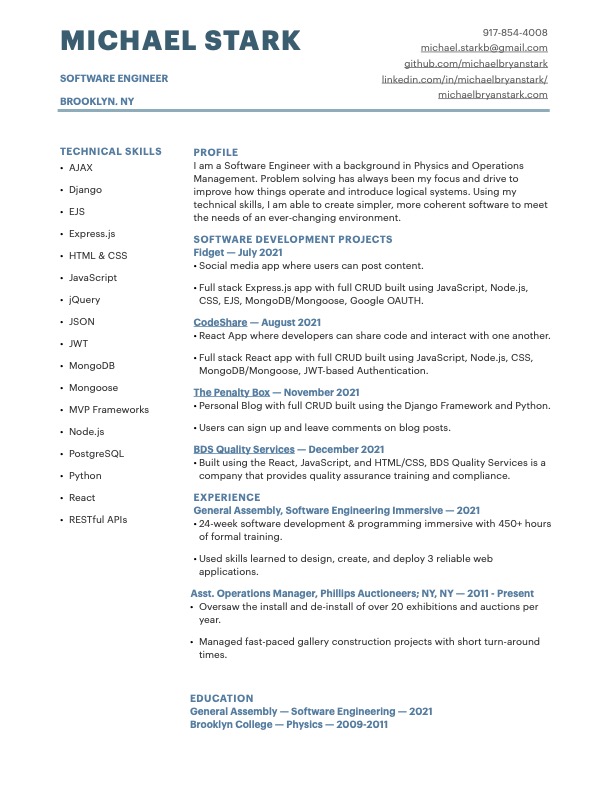 MICHAEL STARK
SOFTWARE ENGINEER
BROOKLYN, NY
917-854-4008
michael.starkb@gmail.com
github.com/michaelbryanstark
linkedin.com/in/michaelbryanstark/
michaelbryanstark.com
TECHNICAL SKILLS
• AJAX
• Django
• EJS
• Express.js
• HTML & CSS
• JavaScript
• jQuery
• JSON
• JWT
• MongoDB
• Mongoose
• MVP Frameworks
• Node.js
• PostgreSQL
• Python
• React
• RESTful APIs
PROFILE
I am a Software Engineer with a background in Physics and Operations
Management. Problem solving has always been my focus and drive to
improve how things operate and introduce logical systems. Using my
technical skills, I am able to create simpler, more coherent software to meet
the needs of an ever-changing environment.
SOFTWARE DEVELOPMENT PROJECTS
Fidget — July 2021
• Social media app where users can post content.
• Full stack Express.js app with full CRUD built using JavaScript, Node.js,
CSS, EJS, MongoDB/Mongoose, Google OAUTH.
CodeShare — August 2021
• React App where developers can share code and interact with one another.
• Full stack React app with full CRUD built using JavaScript, Node.js, CSS,
MongoDB/Mongoose, JWT-based Authentication.
The Penalty Box — November 2021
• Personal Blog with full CRUD built using the Django Framework and Python.
• Users can sign up and leave comments on blog posts.
BDS Quality Services — December 2021
• Built using the React, JavaScript, and HTML/CSS, BDS Quality Services is a
company that provides quality assurance training and compliance.
EXPERIENCE
General Assembly, Software Engineering Immersive — 2021
• 24-week software development & programming immersive with 450+ hours
of formal training.
• Used skills learned to design, create, and deploy 3 reliable web
applications.
Asst. Operations Manager, Phillips Auctioneers; NY, NY — 2011 - Present
• Oversaw the install and de-install of over 20 exhibitions and auctions per
year.
• Managed fast-paced gallery construction projects with short turn-around
times.
EDUCATION
General Assembly — Software Engineering — 2021
Brooklyn College — Physics — 2009-2011